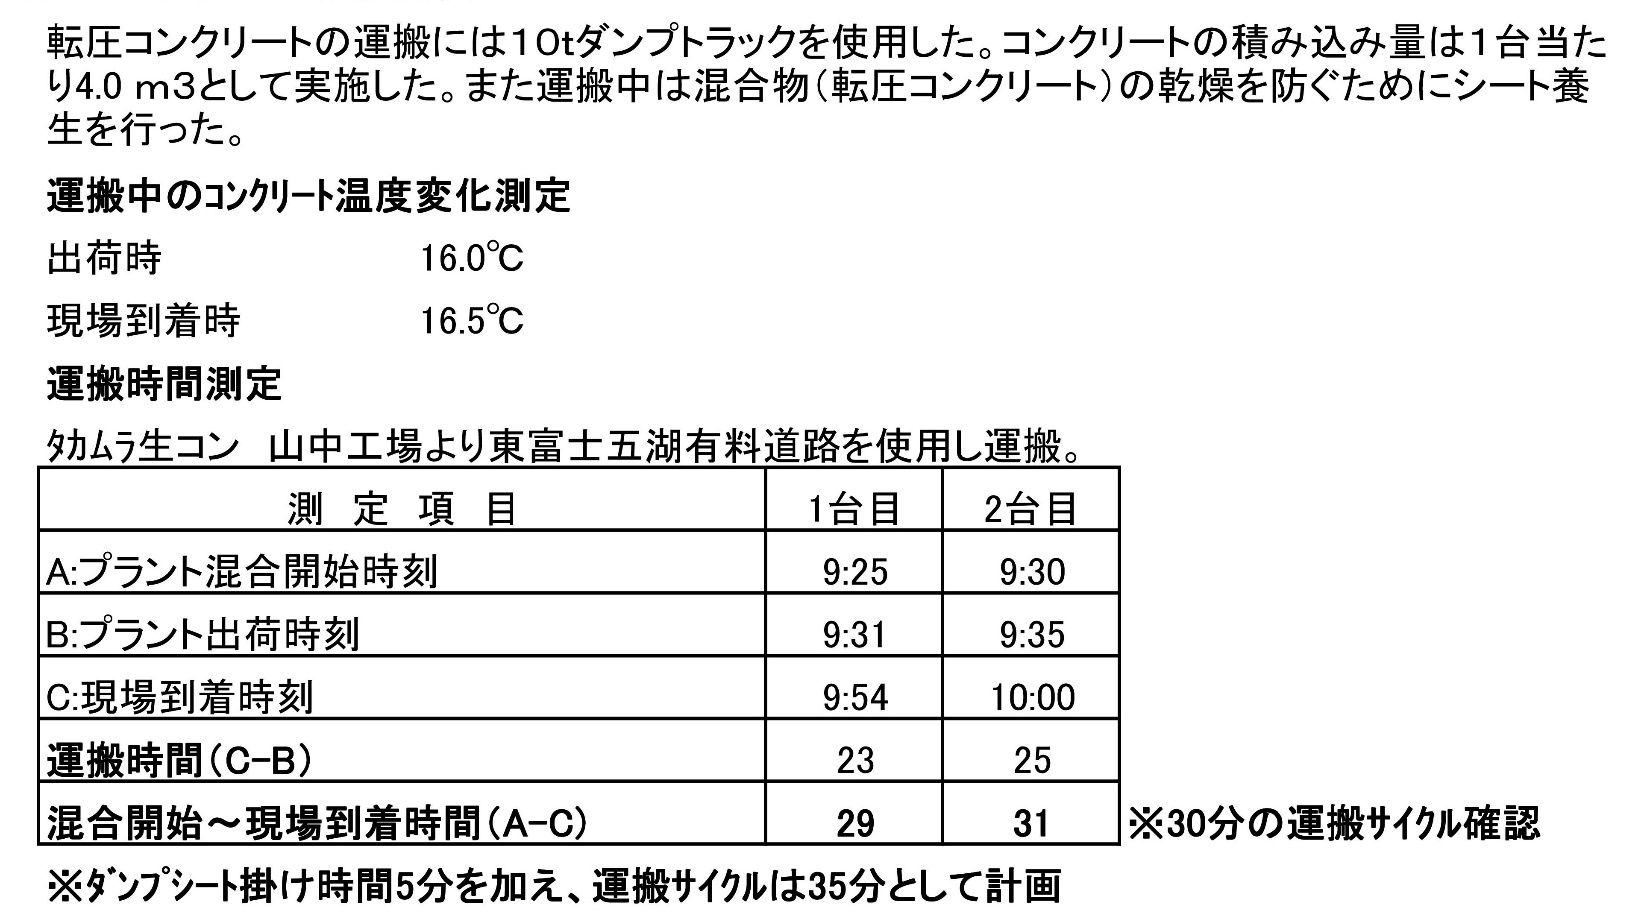 転圧コンクリートの運搬には10tダンプトラックを使用した。コンクリートの積み込み量は1台当た
り4.0 m3として実施した。また運搬中は混合物（転圧コンクリート）の乾燥を防ぐためにシート養
生を行った。
運搬中のｺﾝｸﾘｰﾄ温度変化測定
出荷時 16.0℃
現場到着時 16.5℃
運搬時間測定
ﾀｶﾑﾗ生コン　山中工場より東富士五湖有料道路を使用し運搬。
測　定　項　目 1台目 2台目
A:プラント混合開始時刻 9:25 9:30
B:プラント出荷時刻 9:31 9:35
C:現場到着時刻 9:54 10:00
運搬時間（C-B） 23 25
混合開始～現場到着時間（A-C） 29 31 ※30分の運搬ｻｲｸﾙ確認
※ﾀﾞﾝﾌﾟｼｰﾄ掛け時間5分を加え、運搬ｻｲｸﾙは35分として計画